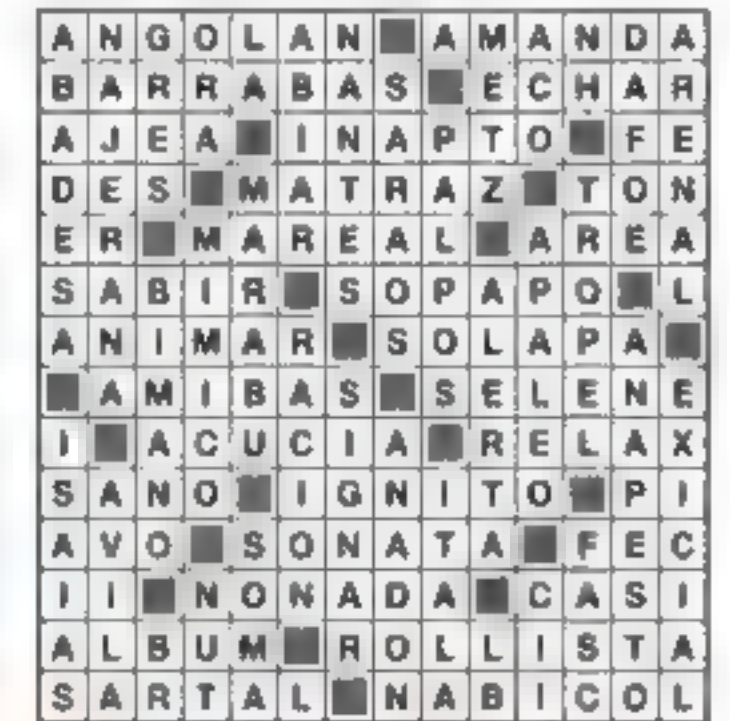 ANGOLAN■AMANDA
BARRABAS■ECHAR
AJEA■INAPTO■FE
DES■MATRAZ■TON
ER■MAREAL■AREA
SABIR■SOPAPO■L
ANIMAR■SOLAPA■
■AMIBAS■SELENE
I■ACUCIA■RELAX
SANO■IGNITO■PI
AVO■SONATA■FEC
II■NONADA■CASI
ALBUM■ROLLISTA
SARTAL■NABICOL